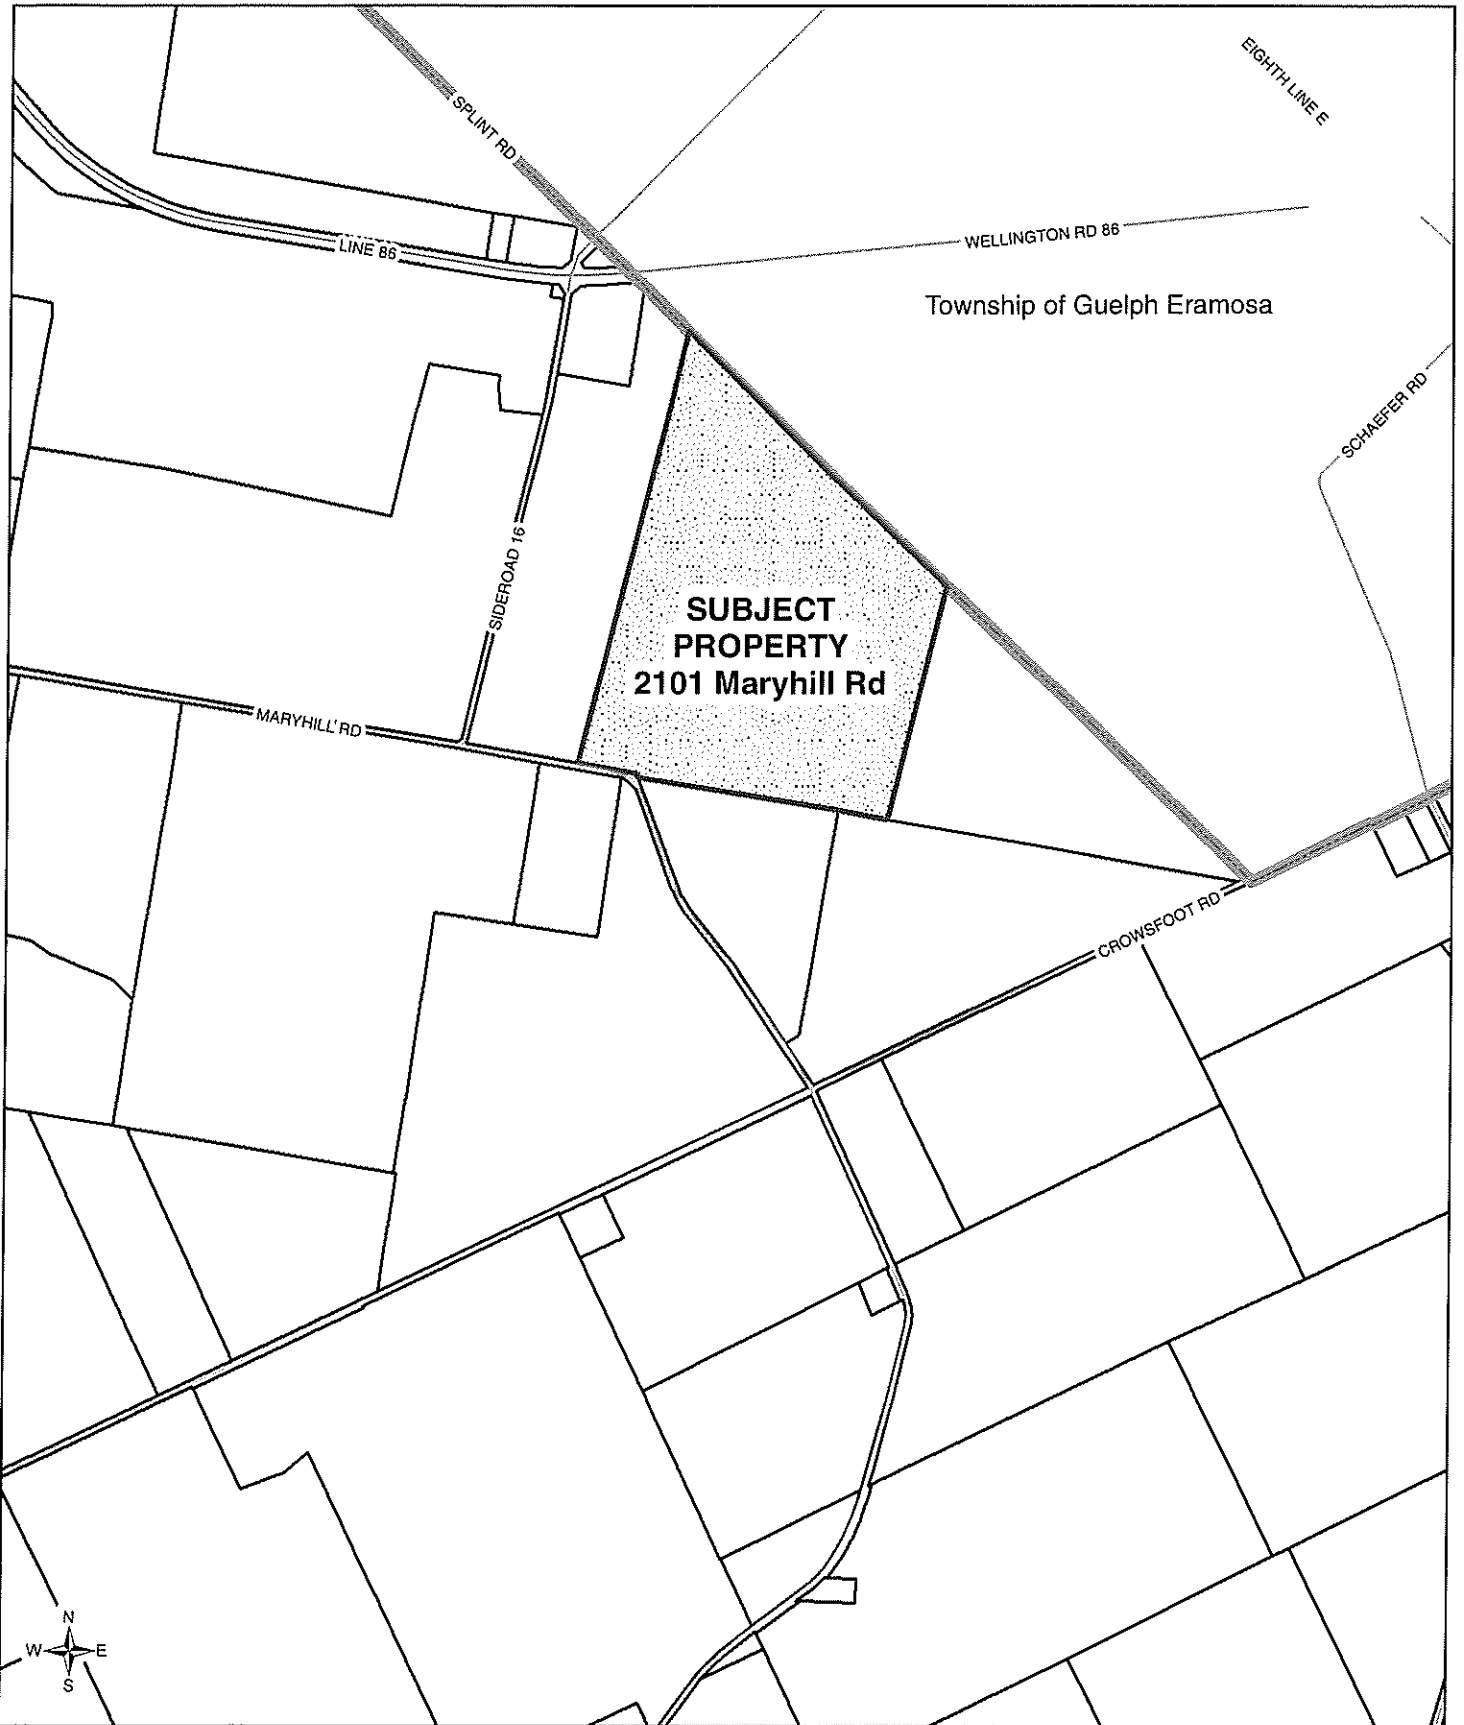 EIGHTH LINE E
SPLINT RD
LINE 86
WELLINGTON RD 86
Township of Guelph Eramosa
SCHAEFER RD
SIDEROAD 16
SUBJECT
PROPERTY
2101 Maryhill Rd
MARYHILL RD
CROWSFOOT RD
N
W E
S